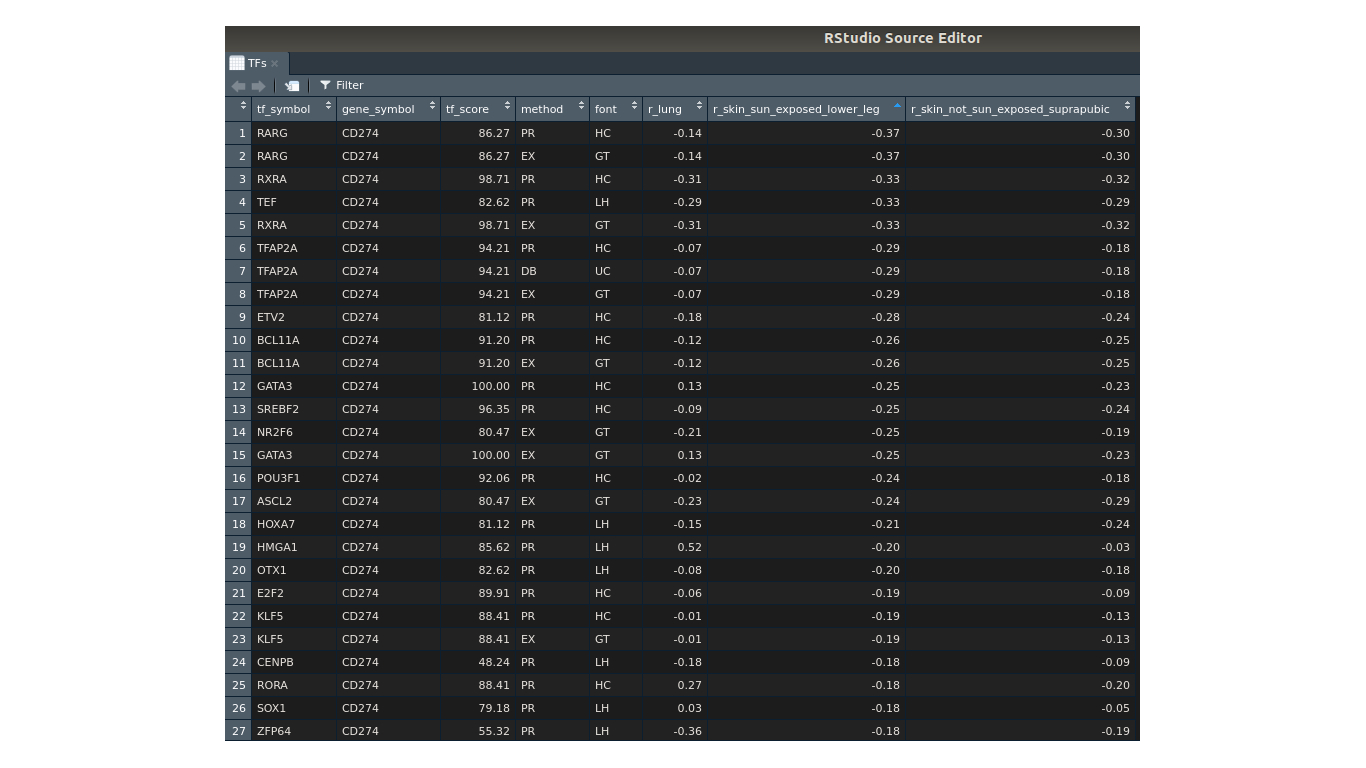 RStudio Source Editor
TFs
Filter
tf_symbol gene_symbol tf_score method font r_lung r_skin_sun_exposed_lower_leg r_skin_not_sun_exposed_suprapubic
1 RARG CD274 86.27 PR HC -0.14 -0.37 -0.30
2 RARG CD274 86.27 EX GT -0.14 -0.37 -0.30
3 RXRA CD274 98.71 PR HC -0.31 -0.33 -0.32
4 TEF CD274 82.62 PR LH -0.29 -0.33 -0.29
5 RXRA CD274 98.71 EX GT -0.31 -0.33 -0.32
6 TFAP2A CD274 94.21 PR HC -0.07 -0.29 -0.18
7 TFAP2A CD274 94.21 DB UC -0.07 -0.29 -0.18
8 TFAP2A CD274 94.21 EX GT -0.07 -0.29 -0.18
9 ETV2 CD274 81.12 PR HC -0.18 -0.28 -0.24
10 BCL11A CD274 91.20 PR HC -0.12 -0.26 -0.25
11 BCL11A CD274 91.20 EX GT -0.12 -0.26 -0.25
12 GATA3 CD274 100.00 PR HC 0.13 -0.25 -0.23
13 SREBF2 CD274 96.35 PR HC -0.09 -0.25 -0.24
14 NR2F6 CD274 80.47 EX GT -0.21 -0.25 -0.19
15 GATA3 CD274 100.00 EX GT 0.13 -0.25 -0.23
16 POU3F1 CD274 92.06 PR HC -0.02 -0.24 -0.18
17 ASCL2 CD274 80.47 EX GT -0.23 -0.24 -0.29
18 HOXA7 CD274 81.12 PR LH -0.15 -0.21 -0.24
19 HMGA1 CD274 85.62 PR LH 0.52 -0.20 -0.03
20 OTX1 CD274 82.62 PR LH -0.08 -0.20 -0.18
21 E2F2 CD274 89.91 PR HC -0.06 -0.19 -0.09
22 KLF5 CD274 88.41 PR HC -0.01 -0.19 -0.13
23 KLF5 CD274 88.41 EX GT -0.01 -0.19 -0.13
24 CENPB CD274 48.24 PR LH -0.18 -0.18 -0.09
25 RORA CD274 88.41 PR HC 0.27 -0.18 -0.20
26 SOX1 CD274 79.18 PR LH 0.03 -0.18 -0.05
27 ZFP64 CD274 55.32 PR LH -0.36 -0.18 -0.19